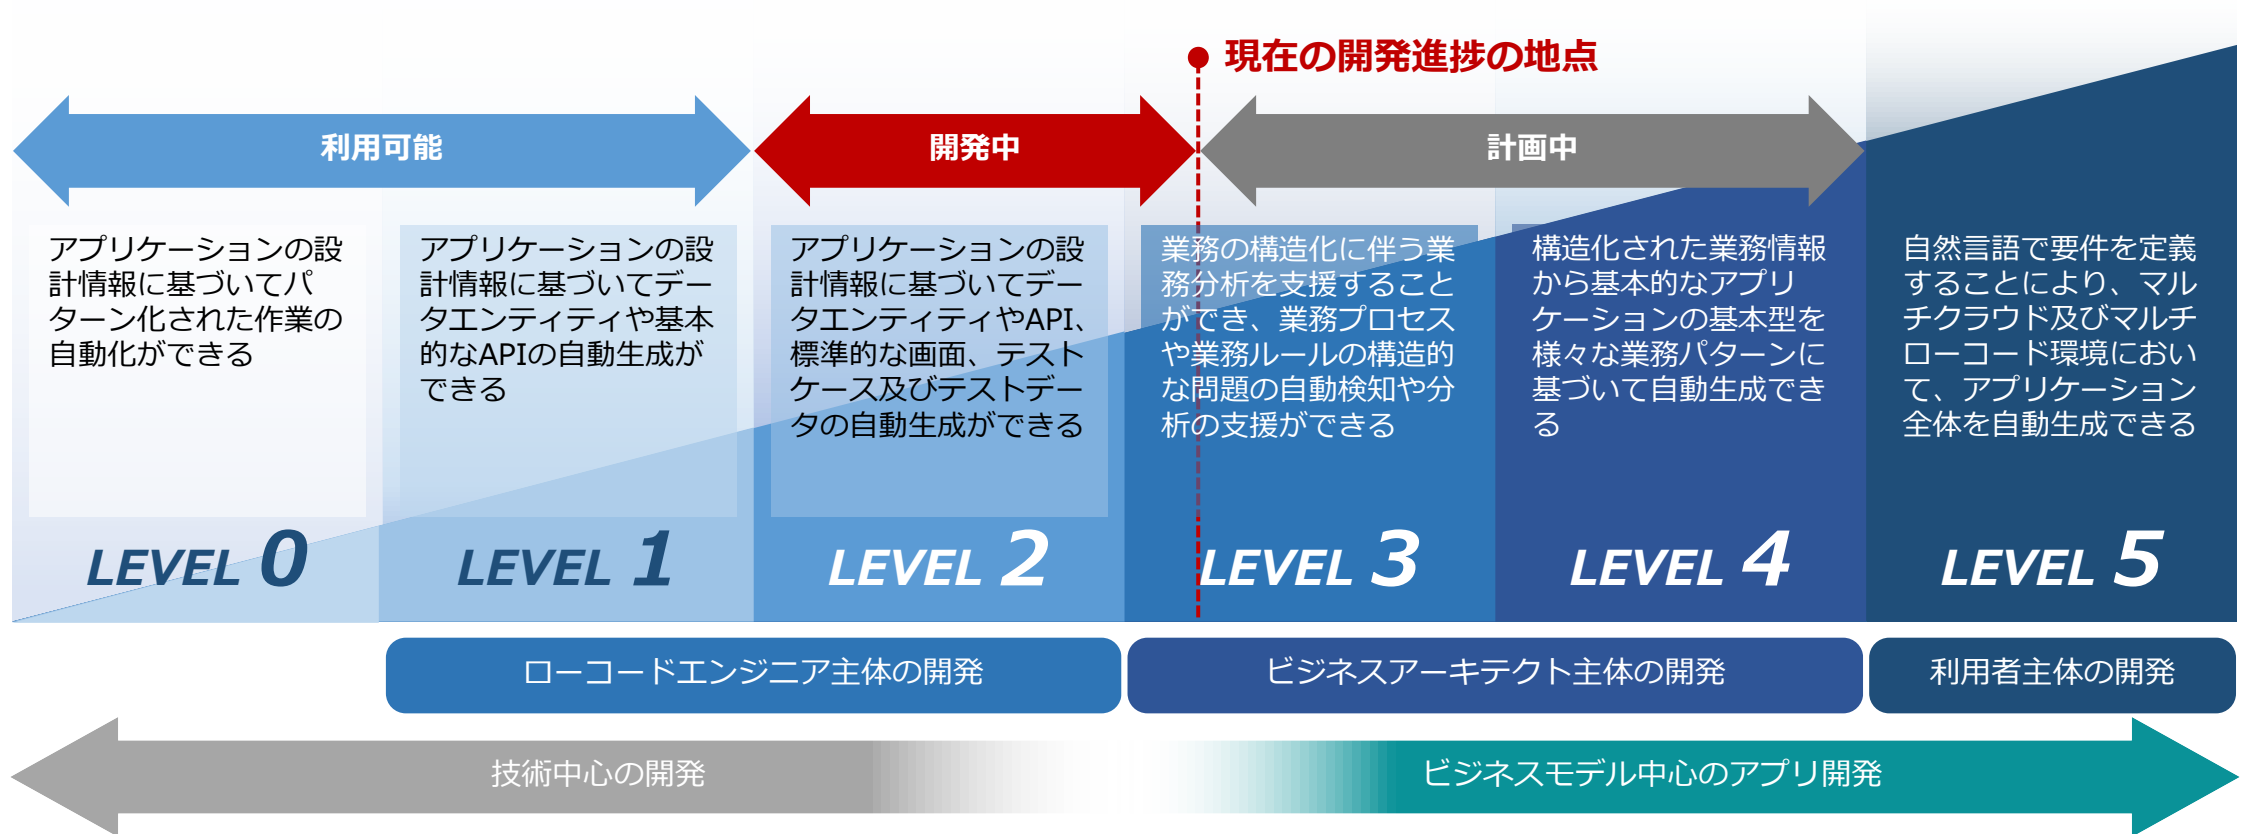 現在の開発進捗の地点
利用可能
開発中
計画中
アプリケーションの設
計情報に基づいてパ
ターン化された作業の
自動化ができる
アプリケーションの設
計情報に基づいてデー
タエンティティや基本
的なAPIの自動生成が
できる
アプリケーションの設
計情報に基づいてデー
タエンティティやAPI、
標準的な画面、テスト
ケース及びテストデー
タの自動生成ができる
業務の構造化に伴う業
務分析を支援すること
ができ、業務プロセス
や業務ルールの構造的
な問題の自動検知や分
析の支援ができる
構造化された業務情報
から基本的なアプリ
ケーションの基本型を
様々な業務パターンに
基づいて自動生成でき
る
自然言語で要件を定義
することにより、マル
チクラウド及びマルチ
ローコード環境におい
て、アプリケーション
全体を自動生成できる
LEVEL 0
LEVEL 1
LEVEL 2
LEVEL 3
LEVEL 4
LEVEL 5
ローコードエンジニア主体の開発
ビジネスアーキテクト主体の開発
利用者主体の開発
技術中心の開発
ビジネスモデル中心のアプリ開発